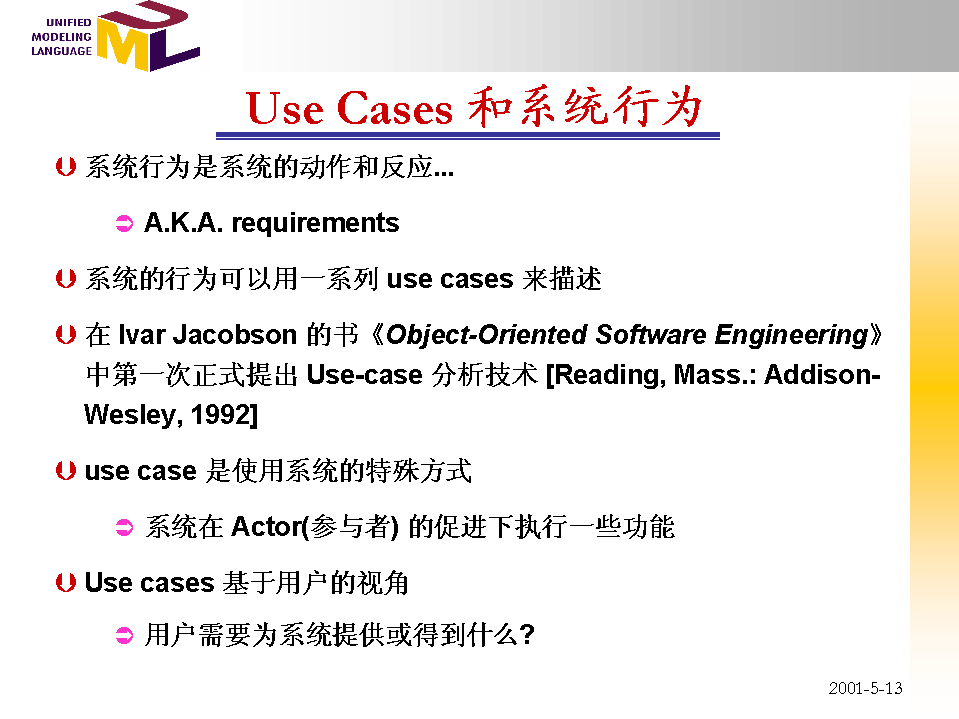 UNIFIED
MODELING
LANGUAGE
UML
Use Cases 和系统行为
系统行为是系统的动作和反应...
A.K.A. requirements
系统的行为可以用一系列 use cases 来描述
在 Ivar Jacobson 的书《Object-Oriented Software Engineering》
中第一次正式提出 Use-case 分析技术 [Reading, Mass.: Addison-
Wesley, 1992]
use case 是使用系统的特殊方式
系统在 Actor(参与者) 的促进下执行一些功能
Use cases 基于用户的视角
用户需要为系统提供或得到什么?
2001-5-13